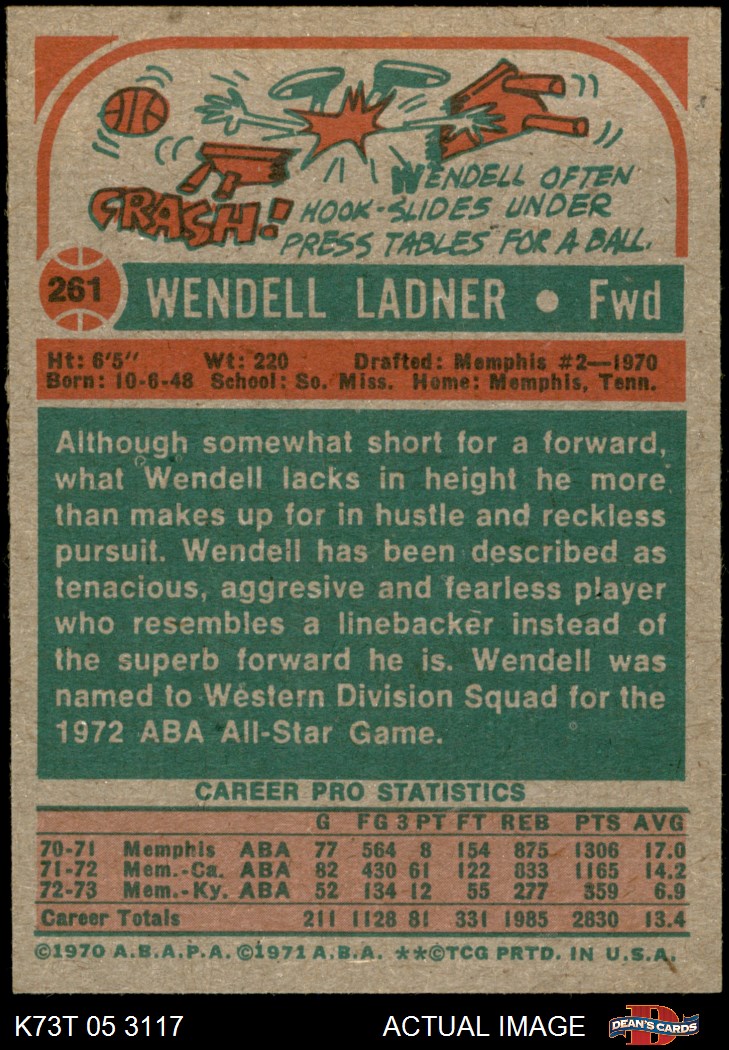 CRASH!
WENDELL OFTEN
HOOK-SLIDES UNDER
PRESS TABLES FOR A BALL.
261 WENDELL LADNER • Fwd
Ht: 6'5" Wt: 220 Drafted: Memphis #2—1970
Born: 10-6-48 School: So. Miss. Home: Memphis, Tenn.
Although somewhat short for a forward,
what Wendell lacks in height he more
than makes up for in hustle and reckless
pursuit. Wendell has been described as
tenacious, aggresive and fearless player
who resembles a linebacker instead of
the superb forward he is. Wendell was
named to Western Division Squad for the
1972 ABA All-Star Game.
CAREER PRO STATISTICS
G FG 3 PT FT REB PTS AVG
70-71 Memphis ABA 77 564 8 154 875 1306 17.0
71-72 Mem.-Ca. ABA 82 430 61 122 833 1165 14.2
72-73 Mem.-Ky. ABA 52 134 12 55 277 359 6.9
Career Totals 211 1128 81 331 1985 2830 13.4
©1970 A.B.A.P.A. ©1971 A.B.A. **©TCG PRTD. IN U.S.A.
K73T 05 3117 ACTUAL IMAGE DEAN'S CARDS